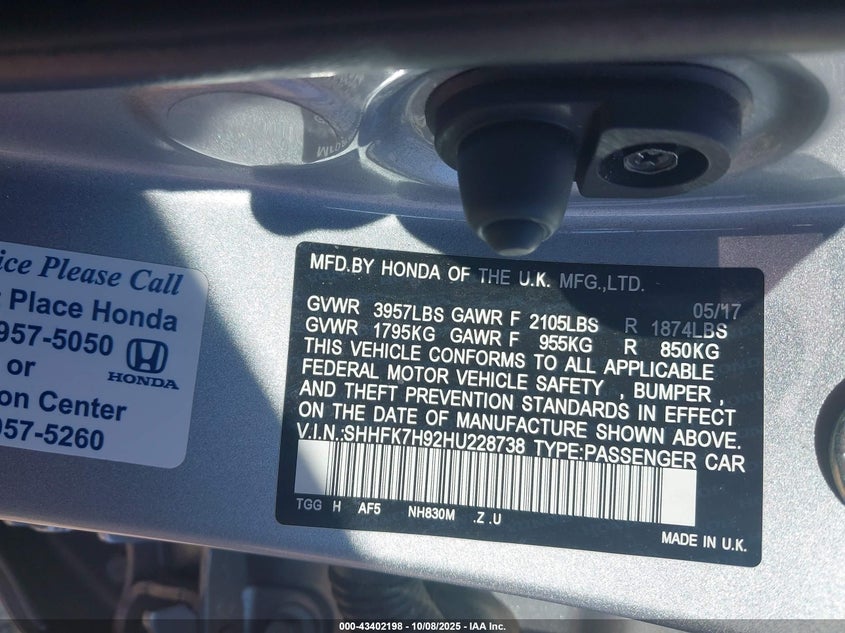 ice Please Call
Place Honda
957-5050
or
HONDA
on Center
957-5260
MFD.BY HONDA OF THE U.K. MFG.,LTD.
05/17
GVWR 3957LBS GAWR F 2105LBS R 1874LBS
GVWR 1795KG GAWR F 955KG R 850KG
THIS VEHICLE CONFORMS TO ALL APPLICABLE
FEDERAL MOTOR VEHICLE SAFETY , BUMPER ,
AND THEFT PREVENTION STANDARDS IN EFFECT
ON THE DATE OF MANUFACTURE SHOWN ABOVE.
V.I.N.:SHHFK7H92HU228738 TYPE:PASSENGER CAR
TGG H AF5 NH830M .Z .U
MADE IN U.K.
000-43402198 - 10/08/2025 - IAA Inc.